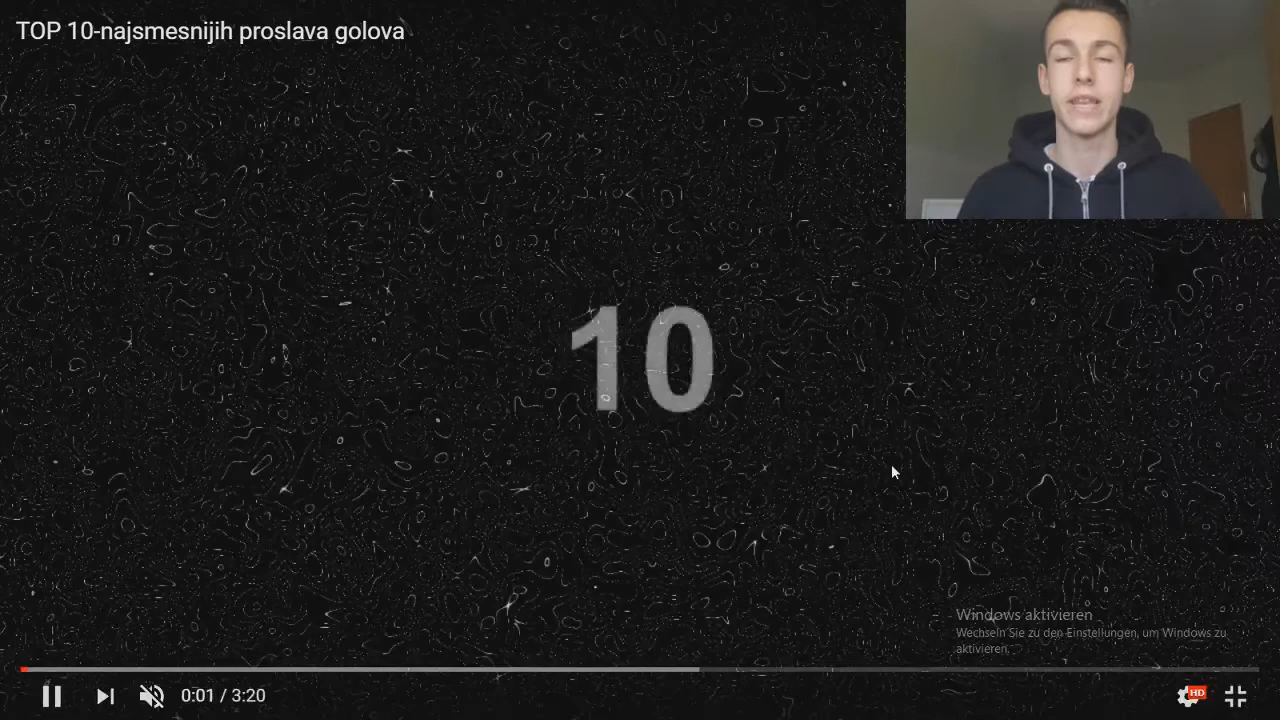 TOP 10-najsmesnijih proslava golova
10
Windows aktivieren
Wechseln Sie zu den Einstellungen, um Windows zu
aktivieren.
0:01 / 3:20
HD